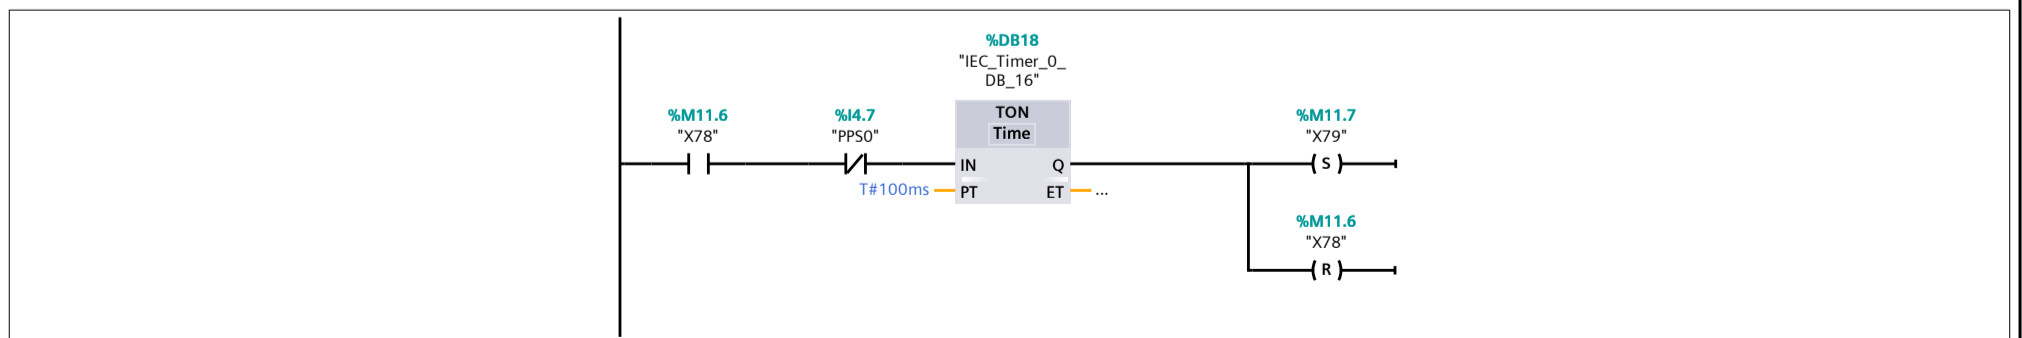 %DB18
"IEC_Timer_0_
DB_16"
%M11.6
"X78"
%I4.7
"PPS0"
TON
Time
%M11.7
"X79"
IN
Q
S
T#100ms
PT
ET
...
%M11.6
"X78"
R